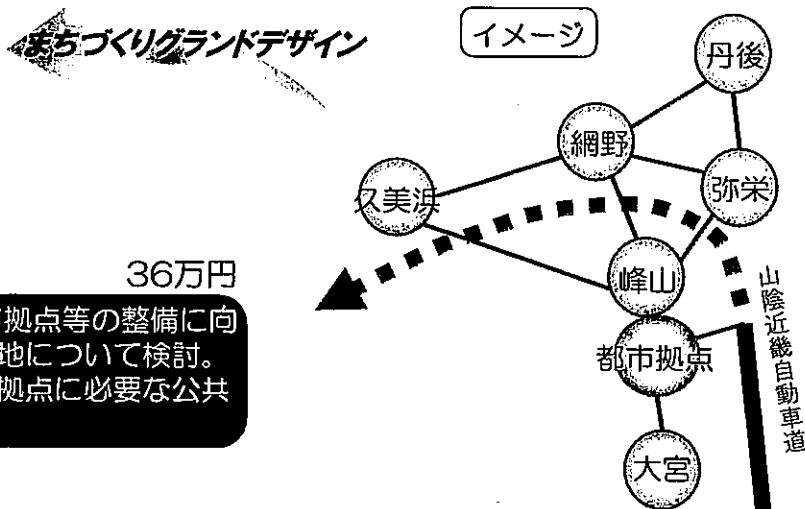 まちづくりグランドデザイン
イメージ
丹後
網野
弥栄
久美浜
36万円
峰山
山陰近畿自動車道
拠点等の整備に向
地について検討。
拠点に必要な公共
都市拠点
大宮